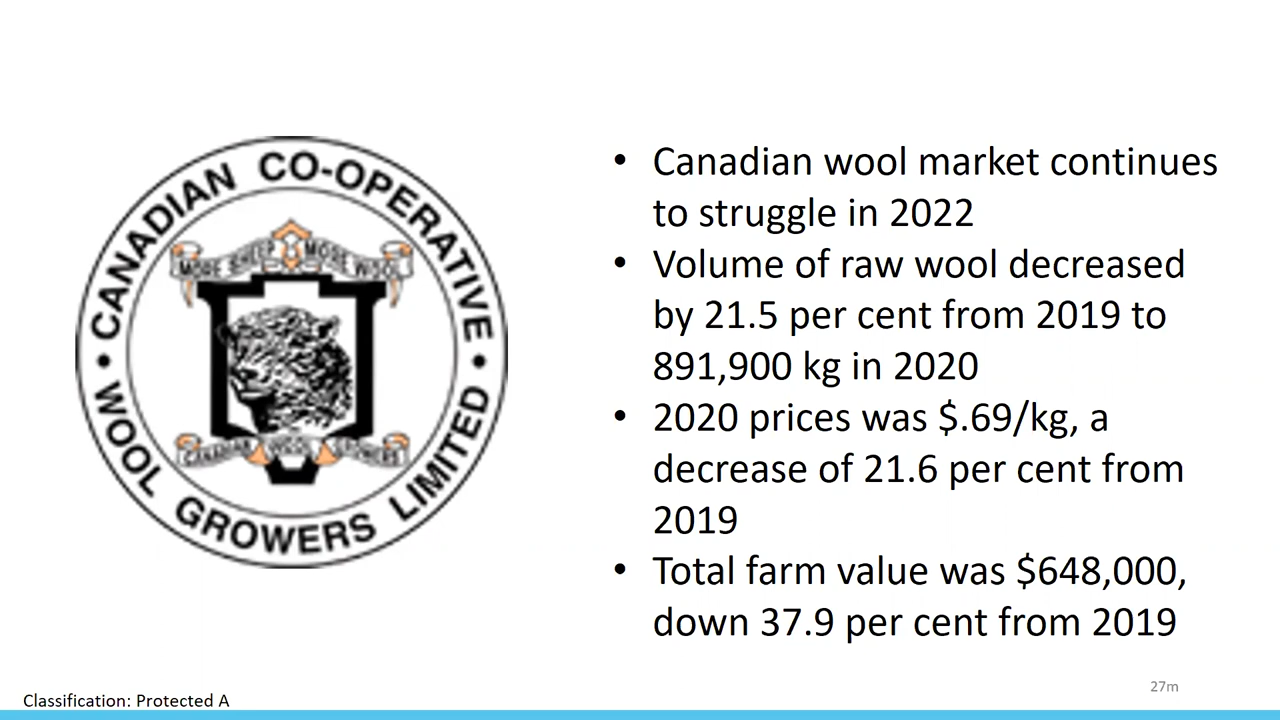 CANADIAN CO-OPERATIVE
WOOL GROWERS LIMITED
MORE SHEEP MORE WOOL
CANADIAN WOOL GROWERS
• Canadian wool market continues
to struggle in 2022
• Volume of raw wool decreased
by 21.5 per cent from 2019 to
891,900 kg in 2020
• 2020 prices was $.69/kg, a
decrease of 21.6 per cent from
2019
• Total farm value was $648,000,
down 37.9 per cent from 2019
27m
Classification: Protected A